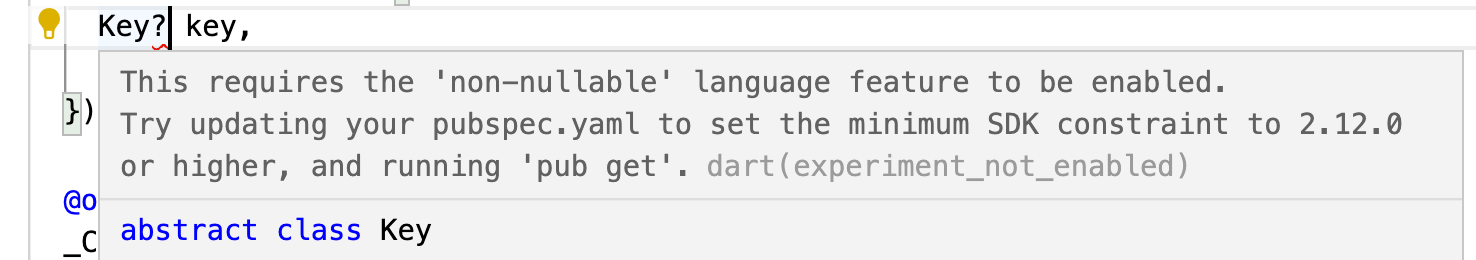 Key? key,
This requires the 'non-nullable' language feature to be enabled.
Try updating your pubspec.yaml to set the minimum SDK constraint to 2.12.0
or higher, and running 'pub get'. dart(experiment_not_enabled)
})
@o
abstract class Key
_C